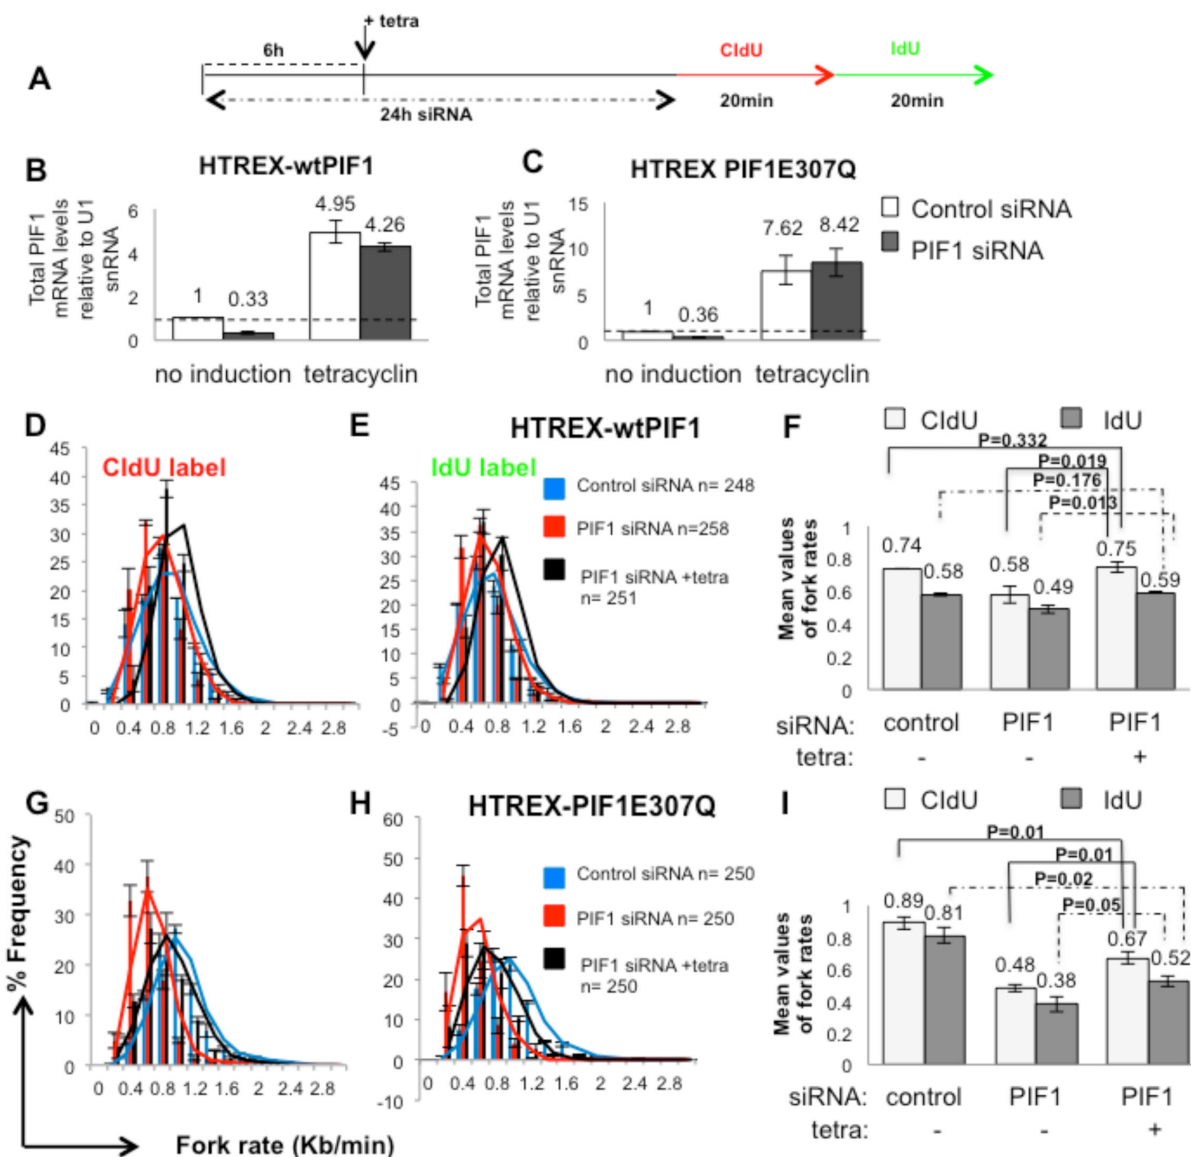 + tetra
6h
CldU
IdU
A
24h siRNA
20min
20min
B
HTREX-wtPIF1
C
HTREX PIF1E307Q
Total PIF1
mRNA levels
relative to U1
snRNA
6
4
2
0
4.95
4.26
1
0.33
no induction
tetracyclin
Total PIF1
mRNA levels
relative to U1
snRNA
15
10
5
0
7.62
8.42
1
0.36
no induction
tetracyclin
Control siRNA
PIF1 siRNA
D
CldU label
45
40
35
30
25
20
15
10
5
0
0 0.4 0.8 1.2 1.6 2 2.4 2.8
E
HTREX-wtPIF1
IdU label
45
40
35
30
25
20
15
10
5
0
-5
0 0.4 0.8 1.2 1.6 2 2.4 2.8
Control siRNA n= 248
PIF1 siRNA n=258
PIF1 siRNA +tetra
n= 251
F
CldU
IdU
P=0.332
P=0.019
P=0.176
P=0.013
Mean values
of fork rates
1
0.8
0.6
0.4
0.2
0
0.74
0.58
0.58
0.49
0.75
0.59
siRNA: control PIF1 PIF1
tetra: - - +
G
50
40
30
20
10
0
0 0.4 0.8 1.2 1.6 2 2.4 2.8
H
HTREX-PIF1E307Q
60
50
40
30
20
10
0
-10
0 0.4 0.8 1.2 1.6 2 2.4 2.8
Control siRNA n= 250
PIF1 siRNA n= 250
PIF1 siRNA +tetra
n= 250
I
CldU
IdU
P=0.01
P=0.01
P=0.02
P=0.05
Mean values
of fork rates
1
0.8
0.6
0.4
0.2
0
0.89
0.81
0.48
0.38
0.67
0.52
siRNA: control PIF1 PIF1
tetra: - - +
% Frequency
Fork rate (Kb/min)